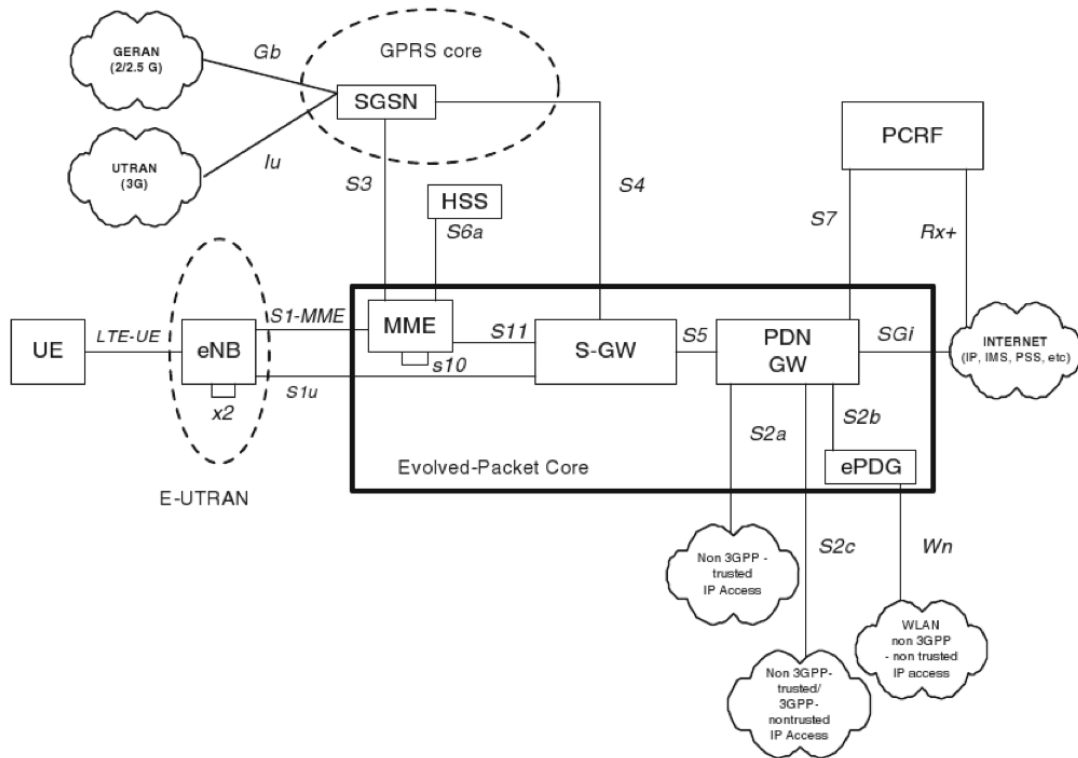 GERAN
(2/2.5 G)
Gb
GPRS core
SGSN
UTRAN
(3G)
Iu
S3
HSS
S6a
S4
PCRF
S7
Rx+
UE
LTE-UE
eNB
x2
S1-MME
S1u
MME
s10
S11
S-GW
S5
PDN
GW
SGi
INTERNET
(IP, IMS, PSS, etc)
S2a
S2b
ePDG
Evolved-Packet Core
E-UTRAN
S2c
Wn
Non 3GPP -
trusted
IP Access
Non 3GPP-
trusted/
3GPP-
nontrusted
IP Access
WLAN
non 3GPP
- non trusted
IP access